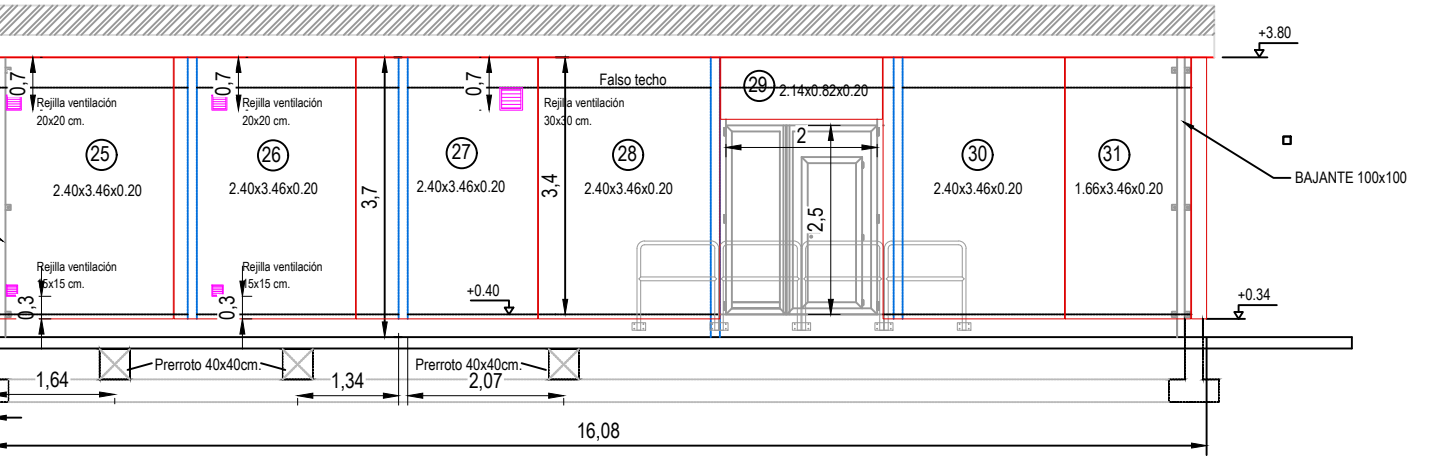 +3.80
0,7
0,7
0,7
Falso techo
29
2.14x0.82x0.20
Rejilla ventilación
20x20 cm.
Rejilla ventilación
20x20 cm.
Rejilla ventilación
30x30 cm.
2
25
2.40x3.46x0.20
26
2.40x3.46x0.20
27
2.40x3.46x0.20
28
2.40x3.46x0.20
30
2.40x3.46x0.20
31
1.66x3.46x0.20
BAJANTE 100x100
3,7
3,4
2,5
Rejilla ventilación
15x15 cm.
Rejilla ventilación
15x15 cm.
0,3
0,3
+0.40
+0.34
Prerroto 40x40cm.
Prerroto 40x40cm.
1,64
1,34
2,07
16,08